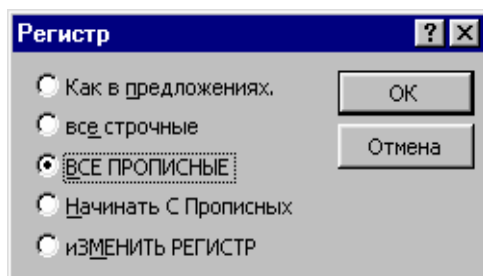 Регистр
Как в предложениях.
все строчные
ВСЕ ПРОПИСНЫЕ
Начинать С Прописных
иЗМЕНИТЬ РЕГИСТР
ОК
Отмена